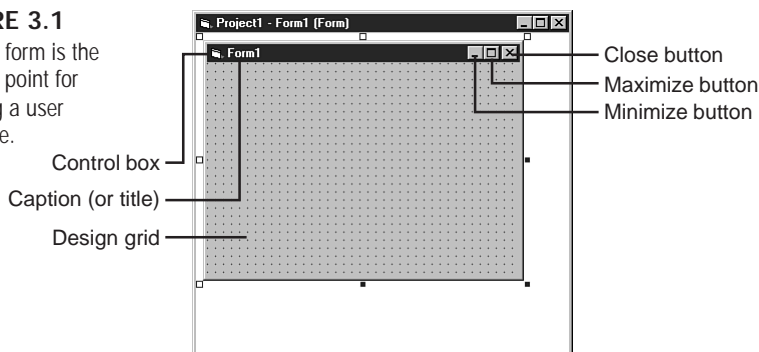 RE 3.1
form is the
point for
a user
e.
Project1 - Form1 (Form)
Form1
Control box
Caption (or title)
Design grid
Close button
Maximize button
Minimize button